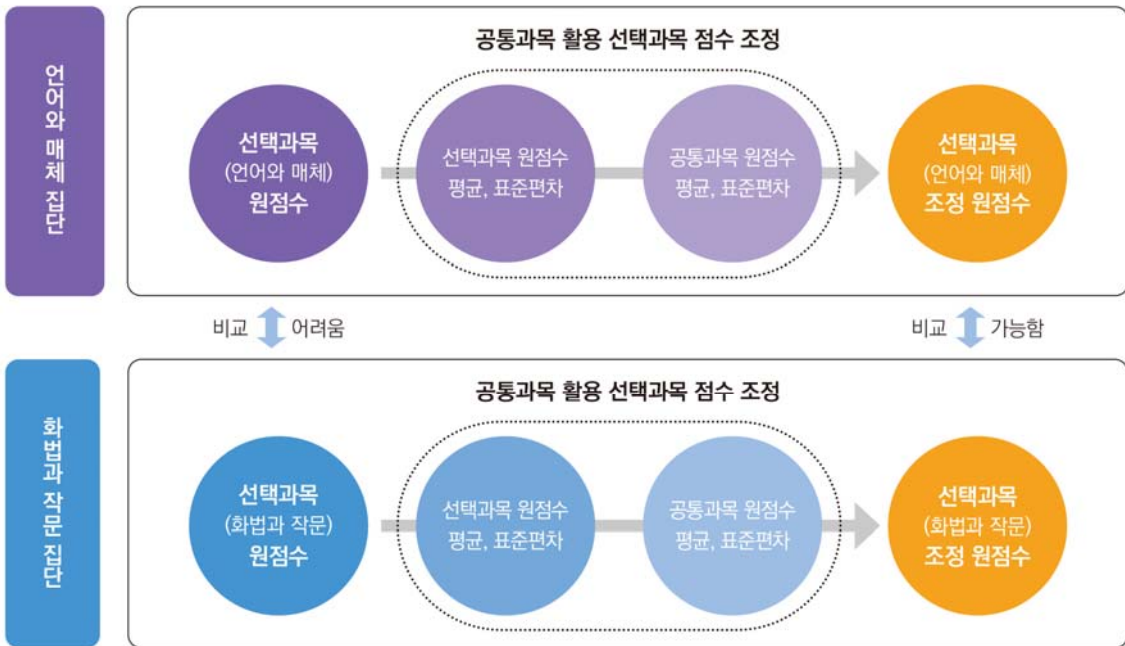 언어와 매체 집단
공통과목 활용 선택과목 점수 조정
선택과목
(언어와 매체)
원점수
선택과목 원점수
평균, 표준편차
공통과목 원점수
평균, 표준편차
선택과목
(언어와 매체)
조정 원점수
비교 어려움
비교 가능함
화법과 작문 집단
공통과목 활용 선택과목 점수 조정
선택과목
(화법과 작문)
원점수
선택과목 원점수
평균, 표준편차
공통과목 원점수
평균, 표준편차
선택과목
(화법과 작문)
조정 원점수